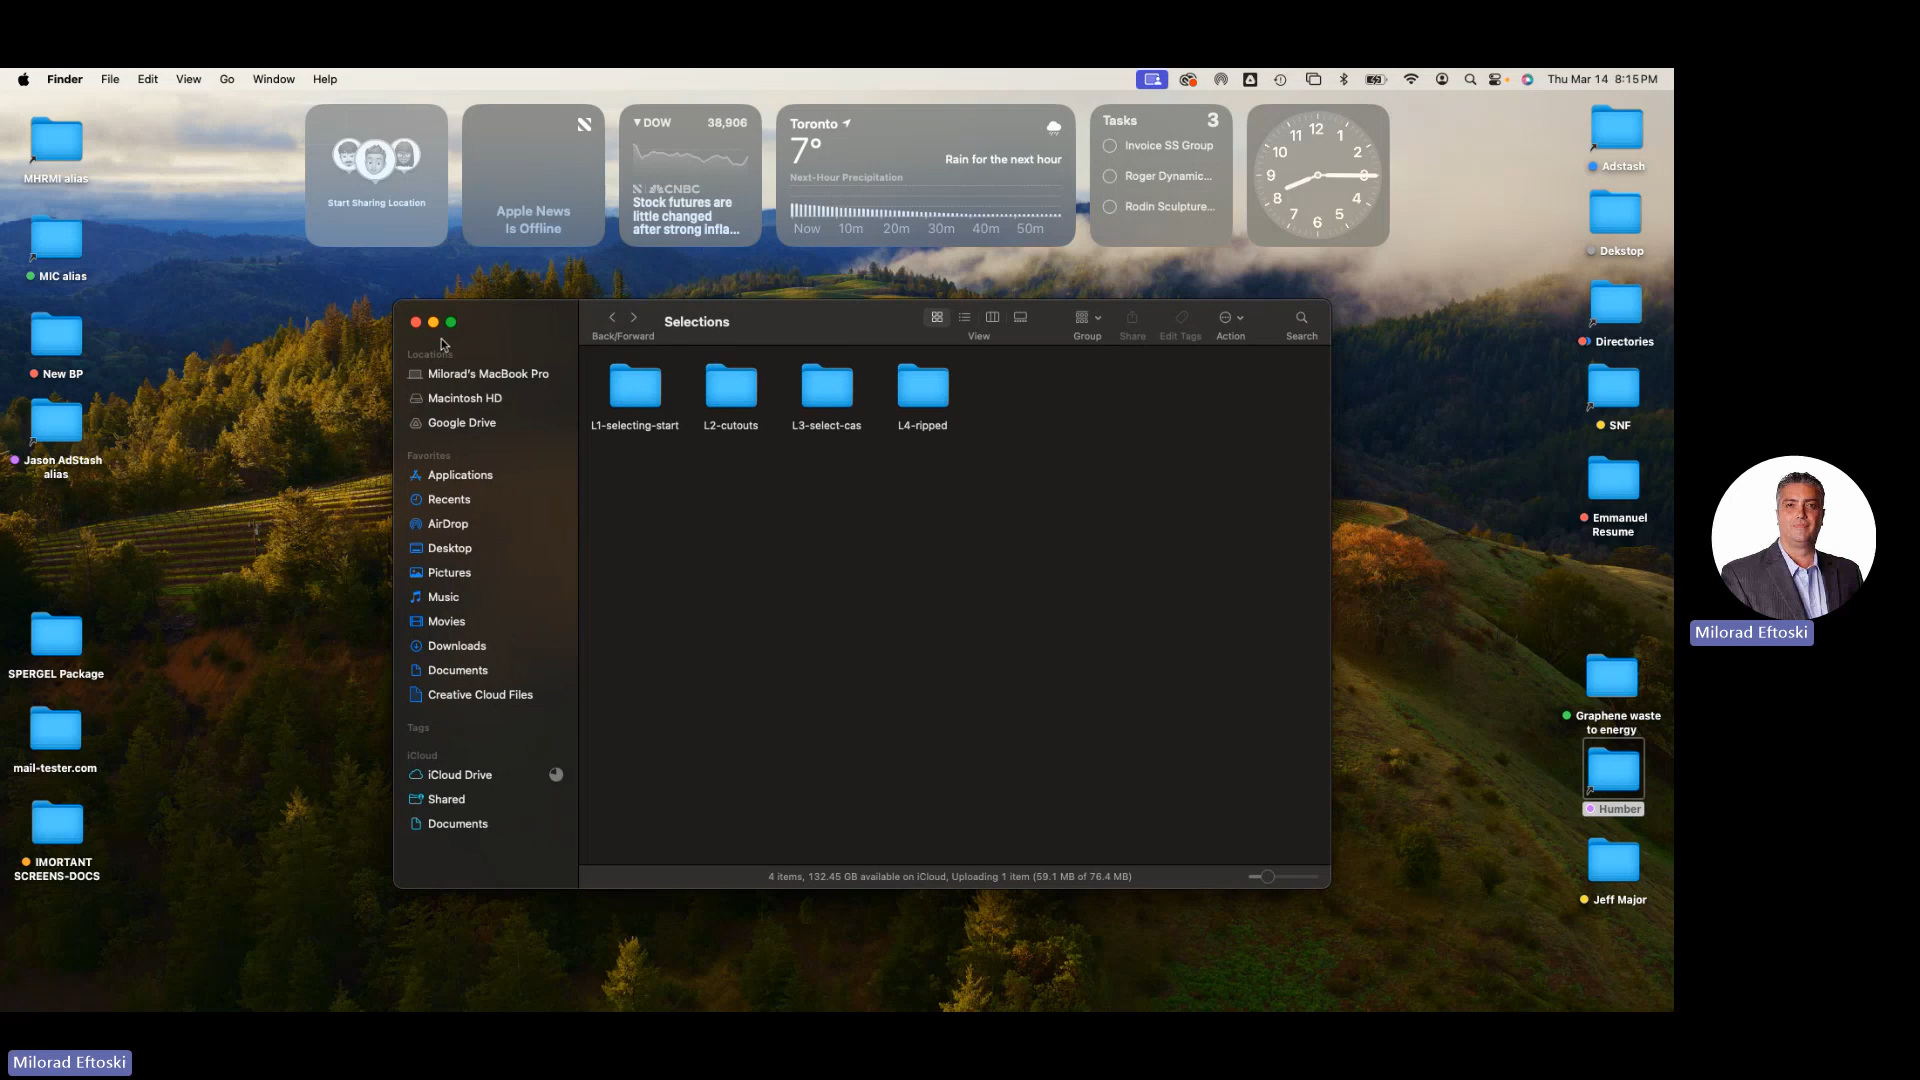 Finder File Edit View Go Window Help
Thu Mar 14 8:15 PM
MHRMI alias
MIC alias
New BP
Jason AdStash
alias
SPERGEL Package
mail-tester.com
IMORTANT
SCREENS-DOCS
Start Sharing Location
Apple News
Is Offline
DOW 38,906
CNBC
Stock futures are
little changed
after strong infla...
Toronto
7°
Rain for the next hour
Next-Hour Precipitation
Now 10m 20m 30m 40m 50m
Tasks 3
Invoice SS Group
Roger Dynamic...
Rodin Sculpture...
12
11 1
10 2
9 3
8 4
7 5
6
Back/Forward
Selections
View
Group
Share
Edit Tags
Action
Search
Locations
Milorad's MacBook Pro
Macintosh HD
Google Drive
Favorites
Applications
Recents
AirDrop
Desktop
Pictures
Music
Movies
Downloads
Documents
Creative Cloud Files
Tags
iCloud
iCloud Drive
Shared
Documents
L1-selecting-start
L2-cutouts
L3-select-cas
L4-ripped
4 items, 132.45 GB available on iCloud, Uploading 1 item (59.1 MB of 76.4 MB)
Adstash
Dekstop
Directories
SNF
Emmanuel
Resume
Graphene waste
to energy
Humber
Jeff Major
Milorad Eftoski
Milorad Eftoski